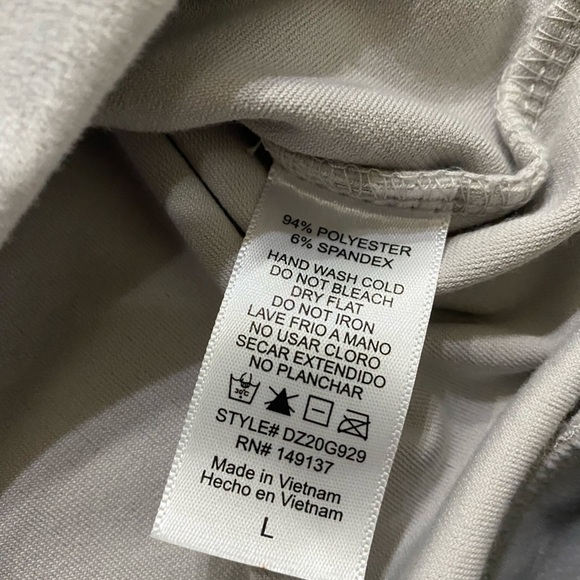 94% POLYESTER
6% SPANDEX
HAND WASH COLD
DO NOT BLEACH
DRY FLAT
DO NOT IRON
LAVE FRIO A MANO
NO USAR CLORO
SECAR EXTENDIDO
NO PLANCHAR
30°C
STYLE# DZ20G929
RN# 149137
Made in Vietnam
Hecho en Vietnam
L